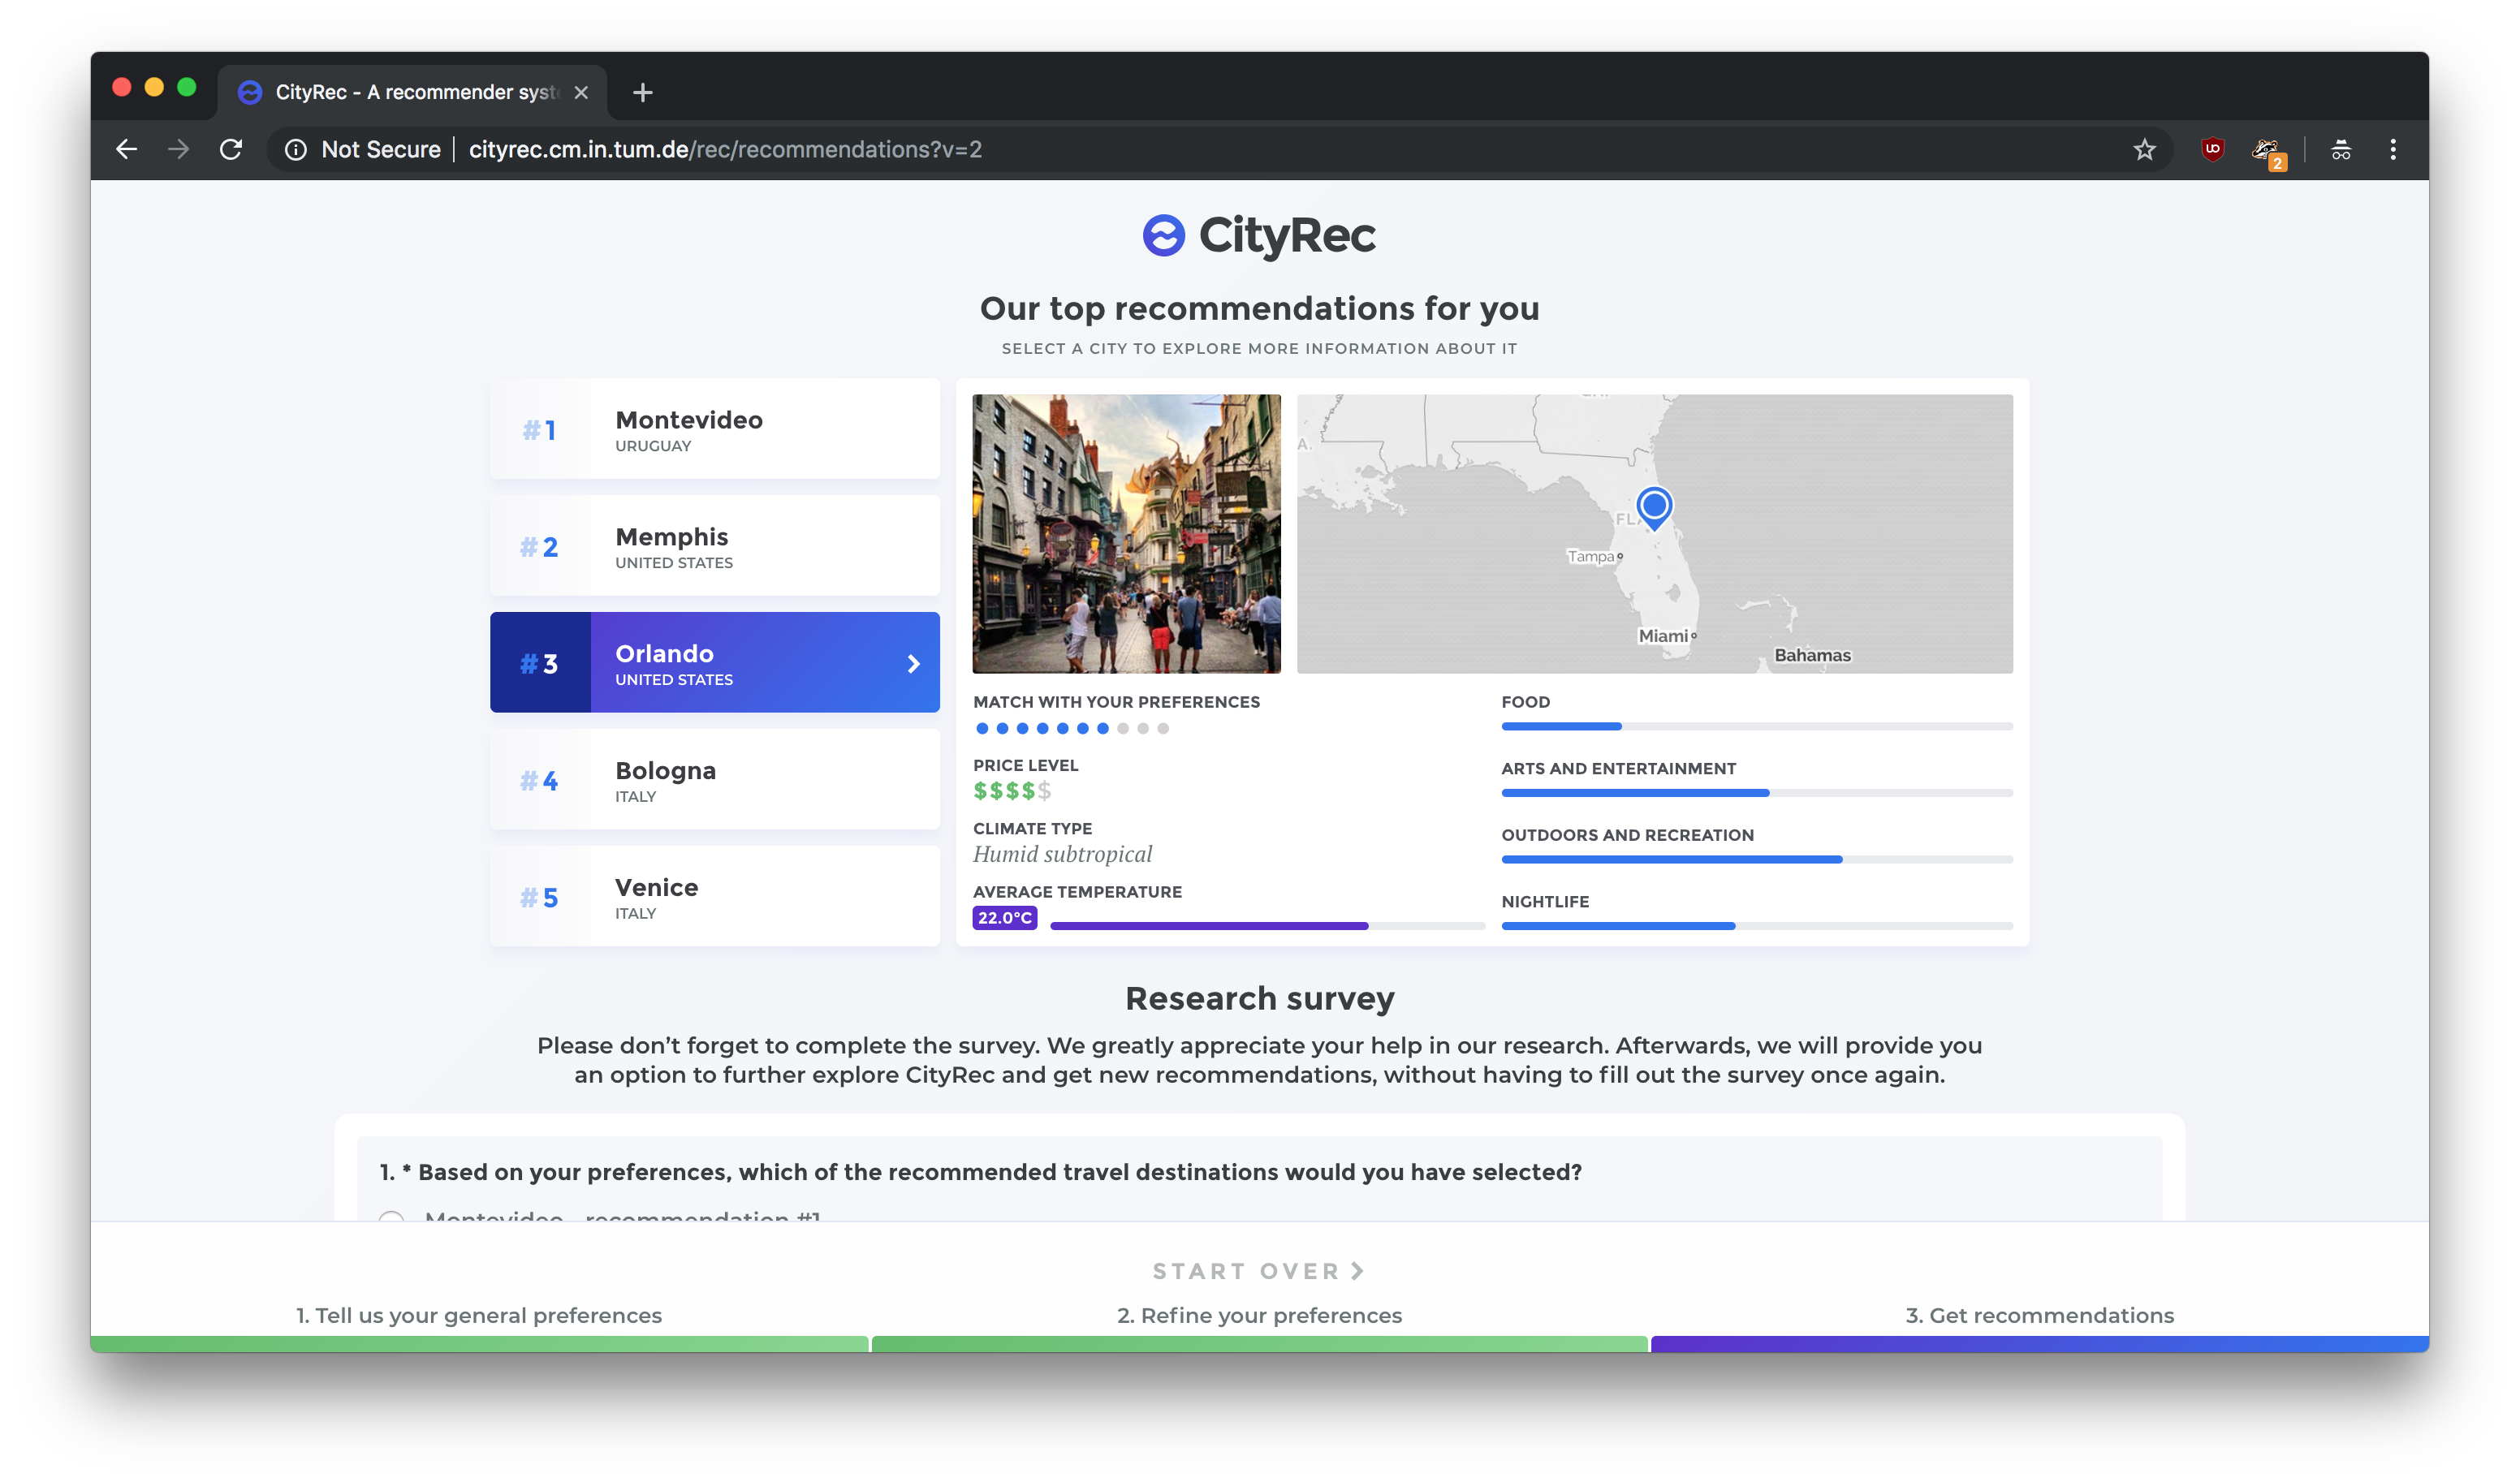 CityRec - A recommender syst
Not Secure
cityrec.cm.in.tum.de/rec/recommendations?v=2
2
CityRec
Our top recommendations for you
SELECT A CITY TO EXPLORE MORE INFORMATION ABOUT IT
#1
Montevideo
URUGUAY
#2
Memphis
UNITED STATES
#3
Orlando
UNITED STATES
#4
Bologna
ITALY
#5
Venice
ITALY
A.
FL
Tampa
Miami
Bahamas
MATCH WITH YOUR PREFERENCES
PRICE LEVEL
$$$$$
CLIMATE TYPE
Humid subtropical
AVERAGE TEMPERATURE
22.0°C
FOOD
ARTS AND ENTERTAINMENT
OUTDOORS AND RECREATION
NIGHTLIFE
Research survey
Please don’t forget to complete the survey. We greatly appreciate your help in our research. Afterwards, we will provide you
an option to further explore CityRec and get new recommendations, without having to fill out the survey once again.
1. * Based on your preferences, which of the recommended travel destinations would you have selected?
Montevideo - recommendation #1
START OVER
1. Tell us your general preferences
2. Refine your preferences
3. Get recommendations